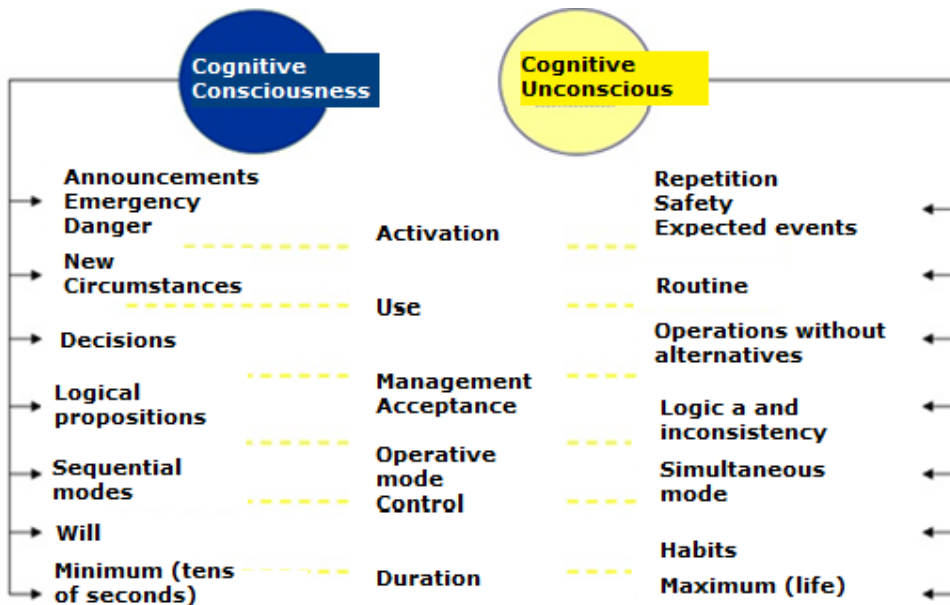 Cognitive
Consciousness
Cognitive
Unconscious
Announcements
Emergency
Danger
Activation
Repetition
Safety
Expected events
New
Circumstances
Use
Routine
Decisions
Management
Acceptance
Operations without
alternatives
Logical
propositions
Operative
mode
Control
Logic a and
inconsistency
Sequential
modes
Simultaneous
mode
Will
Habits
Minimum (tens
of seconds)
Duration
Maximum (life)